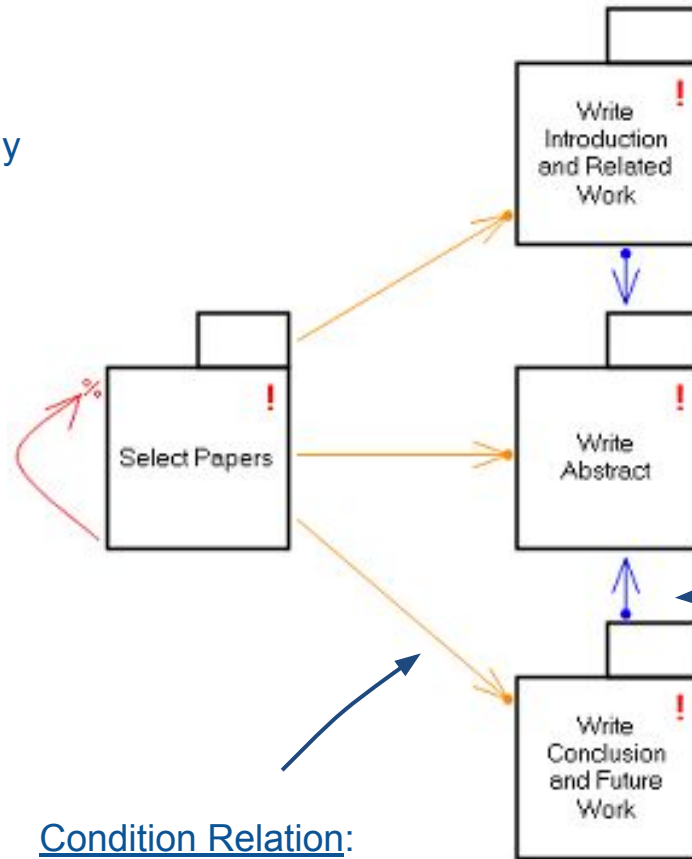 y
!
Write
Introduction
and Related
Work
%
!
Select Papers
!
Write
Abstract
!
Write
Conclusion
and Future
Work
Condition Relation: